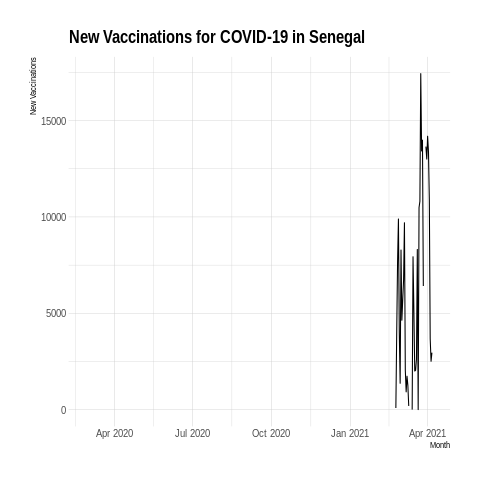 New Vaccinations for COVID-19 in Senegal
New Vaccinations
15000
10000
5000
0
Apr 2020 Jul 2020 Oct 2020 Jan 2021 Apr 2021
Month